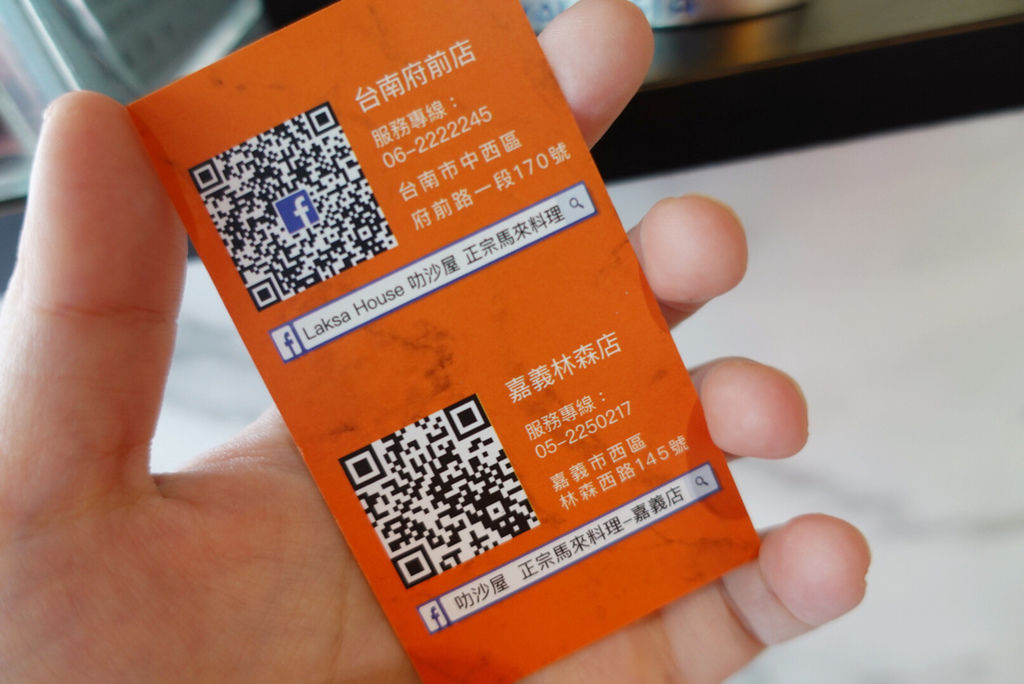 台南府前店
服務專線：
06-2222245
台南市中西區
府前路一段170號
Laksa House 叻沙屋 正宗馬來料理
嘉義林森店
服務專線：
05-2250217
嘉義市西區
林森西路145號
叻沙屋 正宗馬來料理-嘉義店